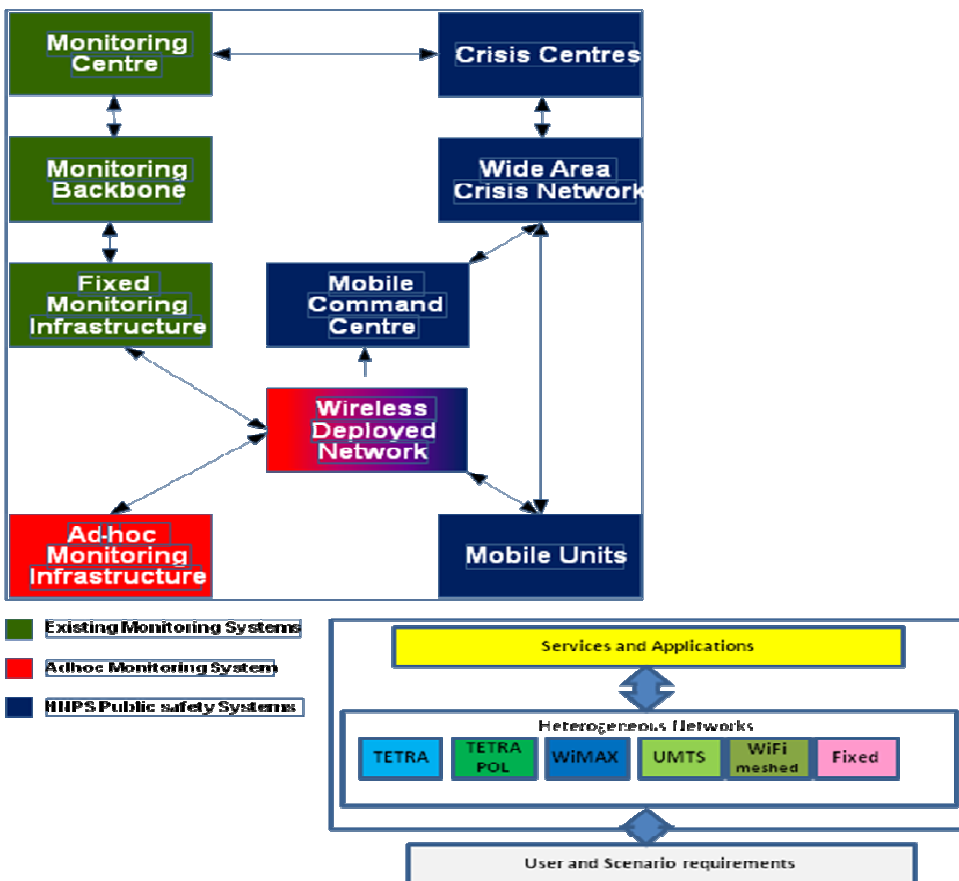 Monitoring
Centre
Crisis Centres
Monitoring
Backbone
Wide Area
Crisis Network
Fixed
Monitoring
Infrastructure
Mobile
Command
Centre
Wireless
Deployed
Network
Ad-hoc
Monitoring
Infrastructure
Mobile Units
Existing Monitoring Systems
Adhoc Monitoring System
HNPS Public safety Systems
Services and Applications
Heterogeneous Networks
TETRA
TETRA
POL
WiMAX
UMTS
WiFi
meshed
Fixed
User and Scenario requirements